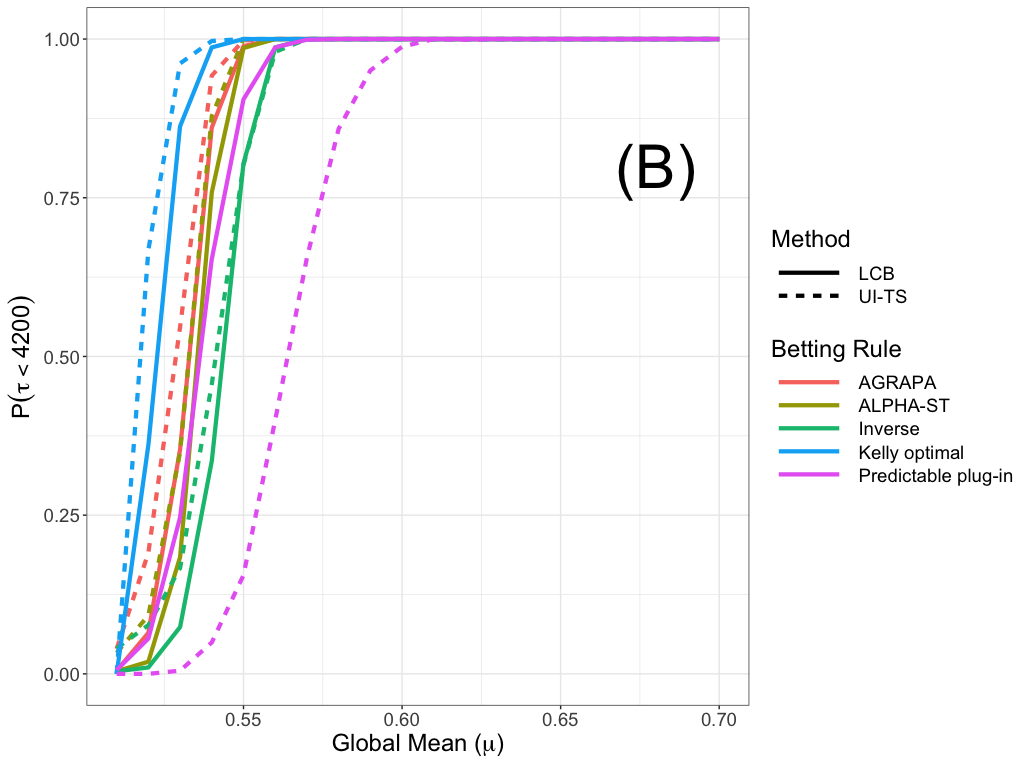 1.00
0.75
0.50
0.25
0.00
P(τ < 4200)
0.55
0.60
0.65
0.70
Global Mean (μ)
(B)
Method
LCB
UI-TS
Betting Rule
AGRAPA
ALPHA-ST
Inverse
Kelly optimal
Predictable plug-in